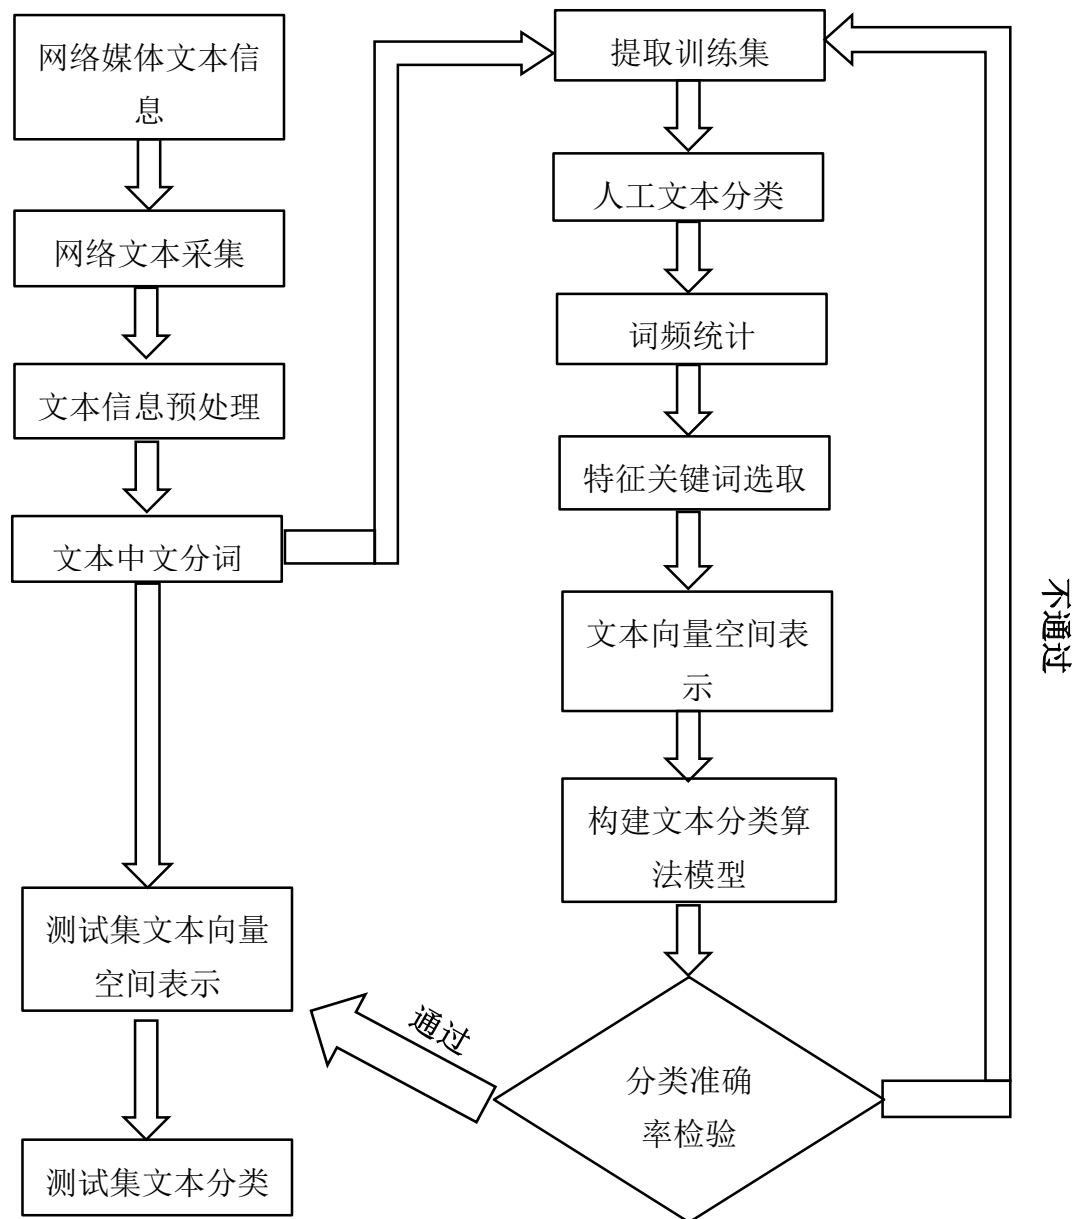 网络媒体文本信
息
网络文本采集
文本信息预处理
文本中文分词
测试集文本向量
空间表示
测试集文本分类
提取训练集
人工文本分类
词频统计
特征关键词选取
文本向量空间表
示
构建文本分类算
法模型
分类准确
率检验
通过
不通过